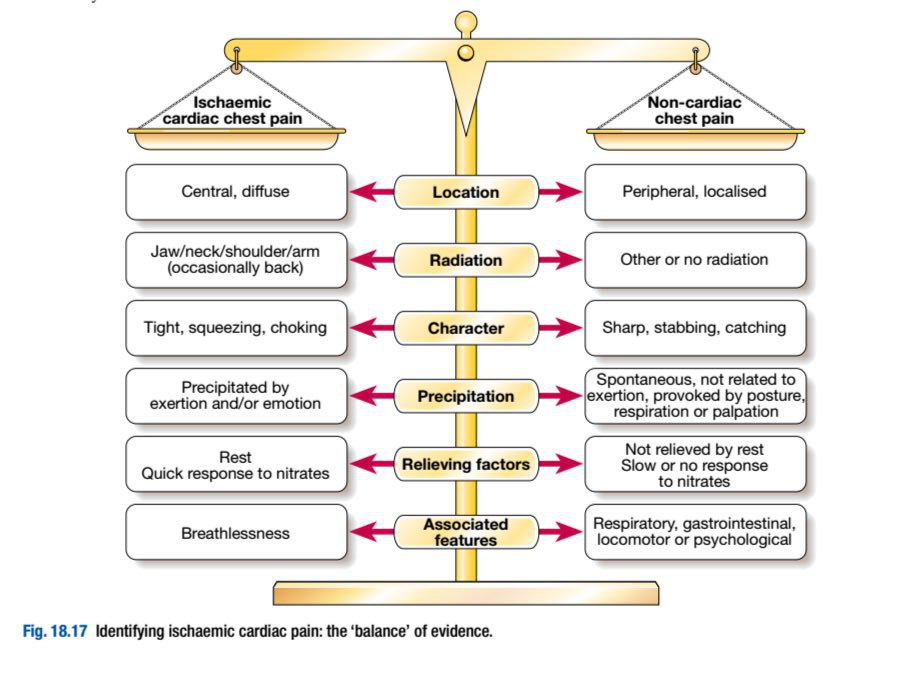 Ischaemic
cardiac chest pain
Non-cardiac
chest pain
Central, diffuse
Location
Peripheral, localised
Jaw/neck/shoulder/arm
(occasionally back)
Radiation
Other or no radiation
Tight, squeezing, choking
Character
Sharp, stabbing, catching
Precipitated by
exertion and/or emotion
Precipitation
Spontaneous, not related to
exertion, provoked by posture,
respiration or palpation
Rest
Quick response to nitrates
Relieving factors
Not relieved by rest
Slow or no response
to nitrates
Breathlessness
Associated
features
Respiratory, gastrointestinal,
locomotor or psychological
Fig. 18.17 Identifying ischaemic cardiac pain: the ‘balance’ of evidence.